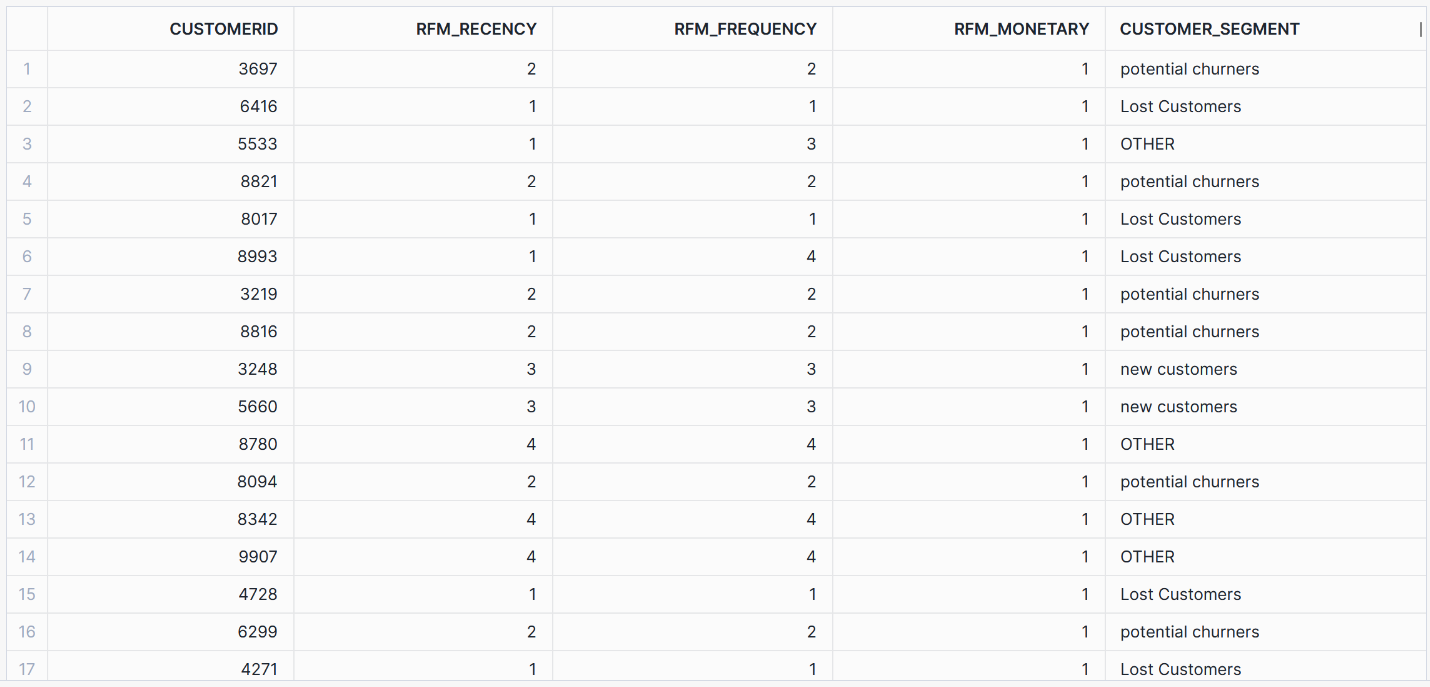 CUSTOMERID RFM_RECENCY RFM_FREQUENCY RFM_MONETARY CUSTOMER_SEGMENT
1 3697 2 2 1 potential churners
2 6416 1 1 1 Lost Customers
3 5533 1 3 1 OTHER
4 8821 2 2 1 potential churners
5 8017 1 1 1 Lost Customers
6 8993 1 4 1 Lost Customers
7 3219 2 2 1 potential churners
8 8816 2 2 1 potential churners
9 3248 3 3 1 new customers
10 5660 3 3 1 new customers
11 8780 4 4 1 OTHER
12 8094 2 2 1 potential churners
13 8342 4 4 1 OTHER
14 9907 4 4 1 OTHER
15 4728 1 1 1 Lost Customers
16 6299 2 2 1 potential churners
17 4271 1 1 1 Lost Customers